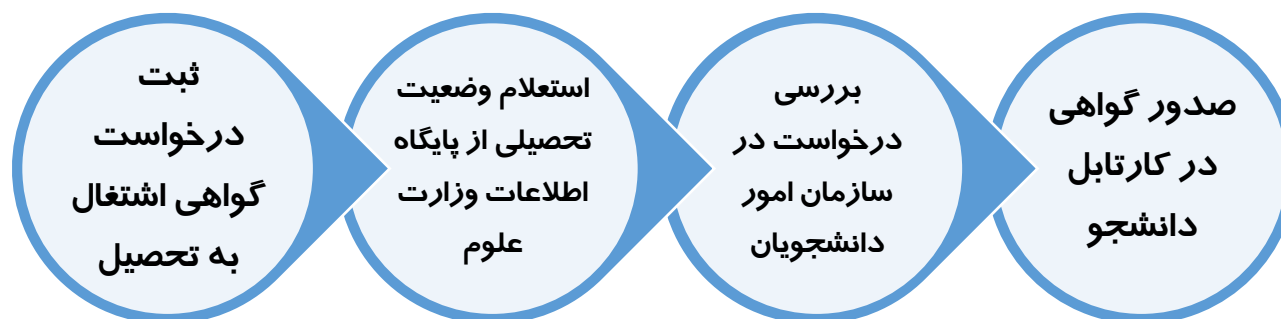 ثبت
درخواست
گواهی اشتغال
به تحصیل
استعلام وضعیت
تحصیلی از پایگاه
اطلاعات وزارت
علوم
بررسی
درخواست در
سازمان امور
دانشجویان
صدور گواهی
در کارتابل
دانشجو